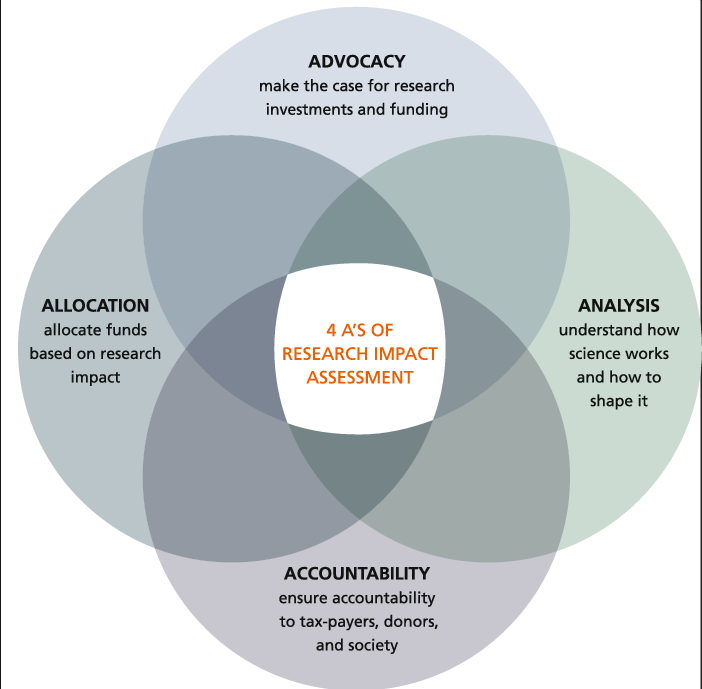 ADVOCACY
make the case for research
investments and funding
ALLOCATION
allocate funds
based on research
impact
4 A'S OF
RESEARCH IMPACT
ASSESSMENT
ANALYSIS
understand how
science works
and how to
shape it
ACCOUNTABILITY
ensure accountability
to tax-payers, donors,
and society